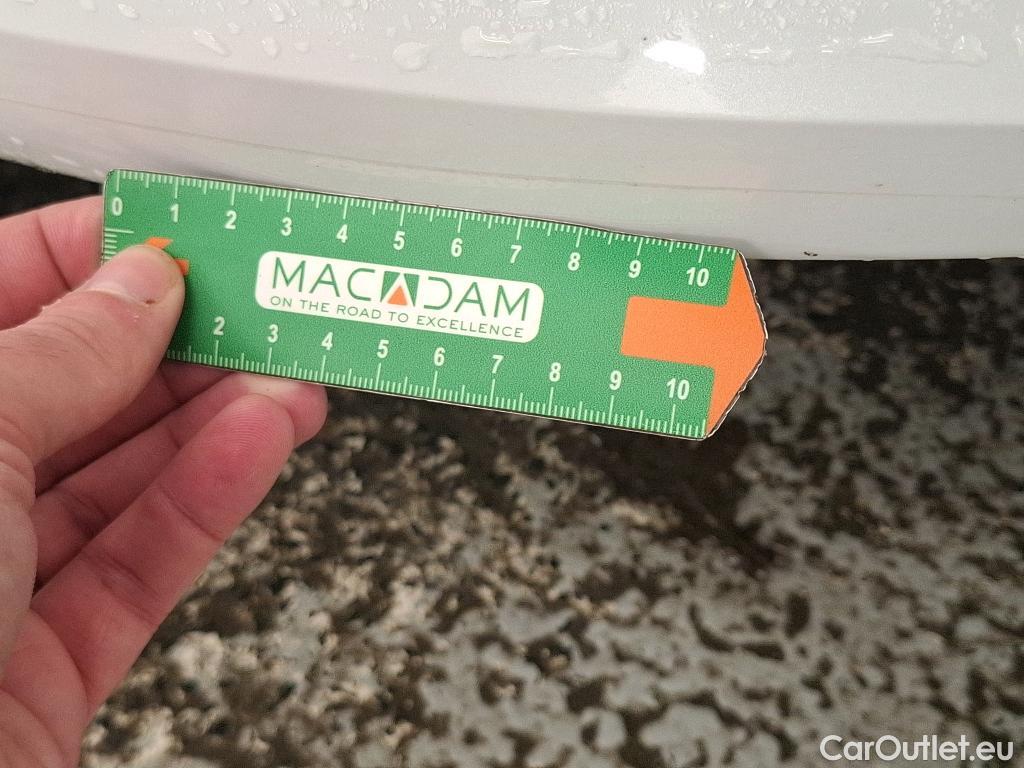 0 1 2 3 4 5 6 7 8 9 10
MACADAM
ON THE ROAD TO EXCELLENCE
2 3 4 5 6 7 8 9 10
CarOutlet.eu